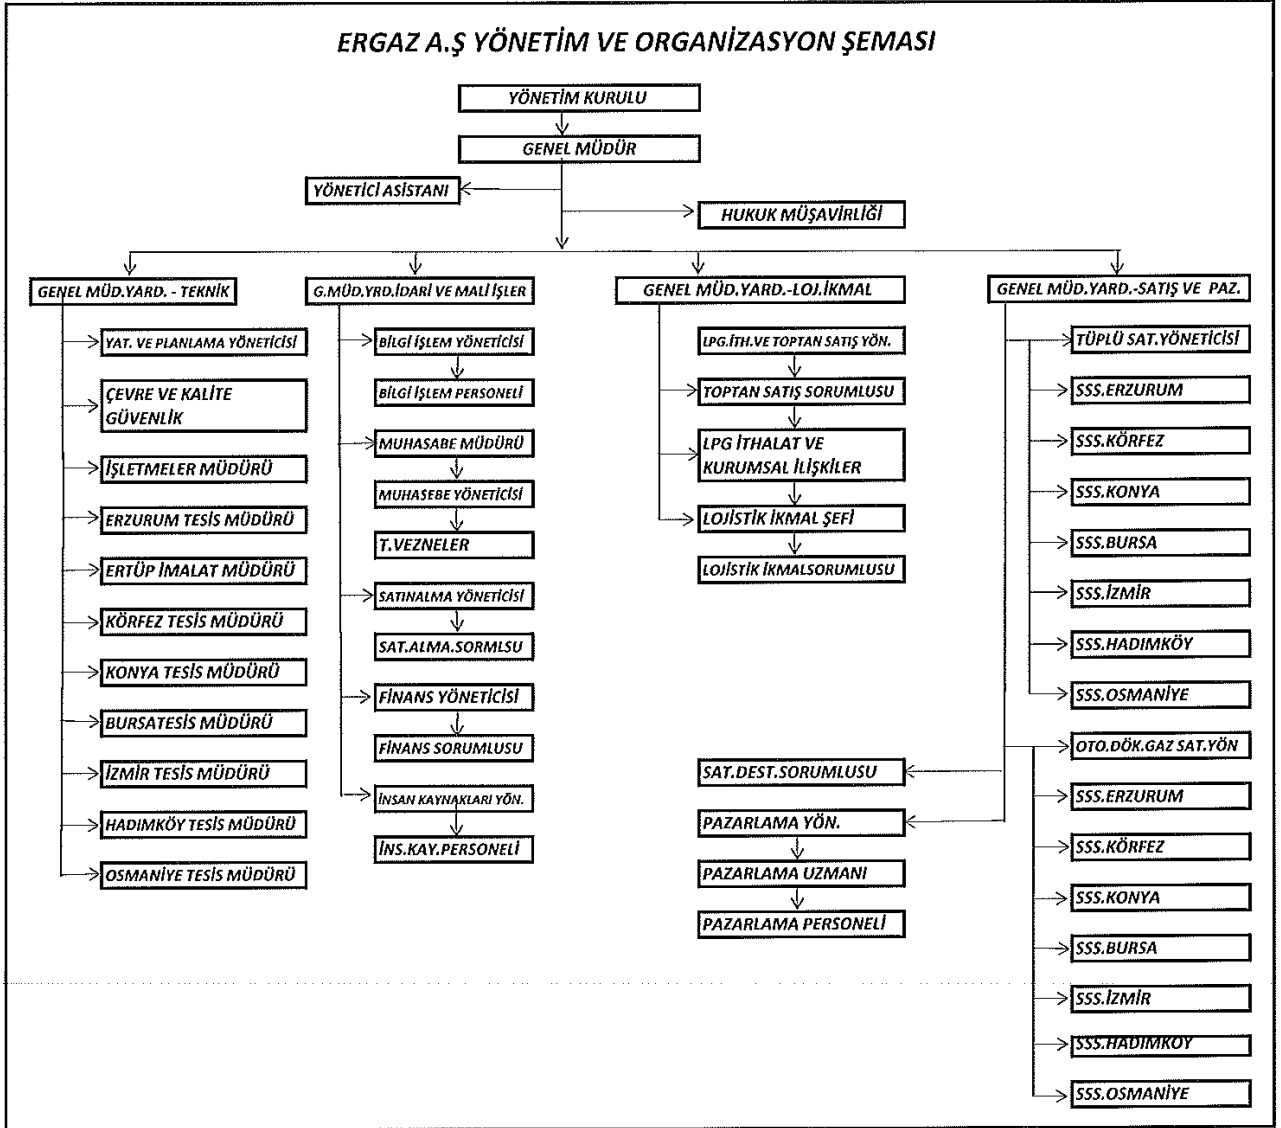 ERGAZ A.Ş YÖNETİM VE ORGANİZASYON ŞEMASI
YÖNETİM KURULU
GENEL MÜDÜR
YÖNETİCİ ASİSTANI
HUKUK MÜŞAVİRLİĞİ
GENEL MÜD.YARD. - TEKNİK
YAT. VE PLANLAMA YÖNETİCİSİ
ÇEVRE VE KALİTE
GÜVENLİK
İŞLETMELER MÜDÜRÜ
ERZURUM TESİS MÜDÜRÜ
ERTÜP İMALAT MÜDÜRÜ
KÖRFEZ TESİS MÜDÜRÜ
KONYA TESİS MÜDÜRÜ
BURSATESİS MÜDÜRÜ
İZMİR TESİS MÜDÜRÜ
HADIMKÖY TESİS MÜDÜRÜ
OSMANİYE TESİS MÜDÜRÜ
G.MÜD.YRD.İDARİ VE MALİ İŞLER
BİLGİ İŞLEM YÖNETİCİSİ
BİLGİ İŞLEM PERSONELİ
MUHASABE MÜDÜRÜ
MUHASEBE YÖNETİCİSİ
T.VEZNELER
SATINALMA YÖNETİCİSİ
SAT.ALMA.SORMLSU
FİNANS YÖNETİCİSİ
FİNANS SORUMLUSU
İNSAN KAYNAKLARI YÖN.
İNS.KAY.PERSONELİ
GENEL MÜD.YARD.-LOJ.İKMAL
LPG.İTH.VE TOPTAN SATIŞ YÖN.
TOPTAN SATIŞ SORUMLUSU
LPG İTHALAT VE
KURUMSAL İLİŞKİLER
LOJİSTİK İKMAL ŞEFİ
LOJİSTİK İKMALSORUMLUSU
GENEL MÜD.YARD.-SATIŞ VE PAZ.
TÜPLÜ SAT.YÖNETİCİSİ
SSS.ERZURUM
SSS.KÖRFEZ
SSS.KONYA
SSS.BURSA
SSS.İZMİR
SSS.HADIMKÖY
SSS.OSMANİYE
OTO.DÖK.GAZ SAT.YÖN
SSS.ERZURUM
SSS.KÖRFEZ
SSS.KONYA
SSS.BURSA
SSS.İZMİR
SSS.HADIMKOY
SSS.OSMANİYE
SAT.DEST.SORUMLUSU
PAZARLAMA YÖN.
PAZARLAMA UZMANI
PAZARLAMA PERSONELİ